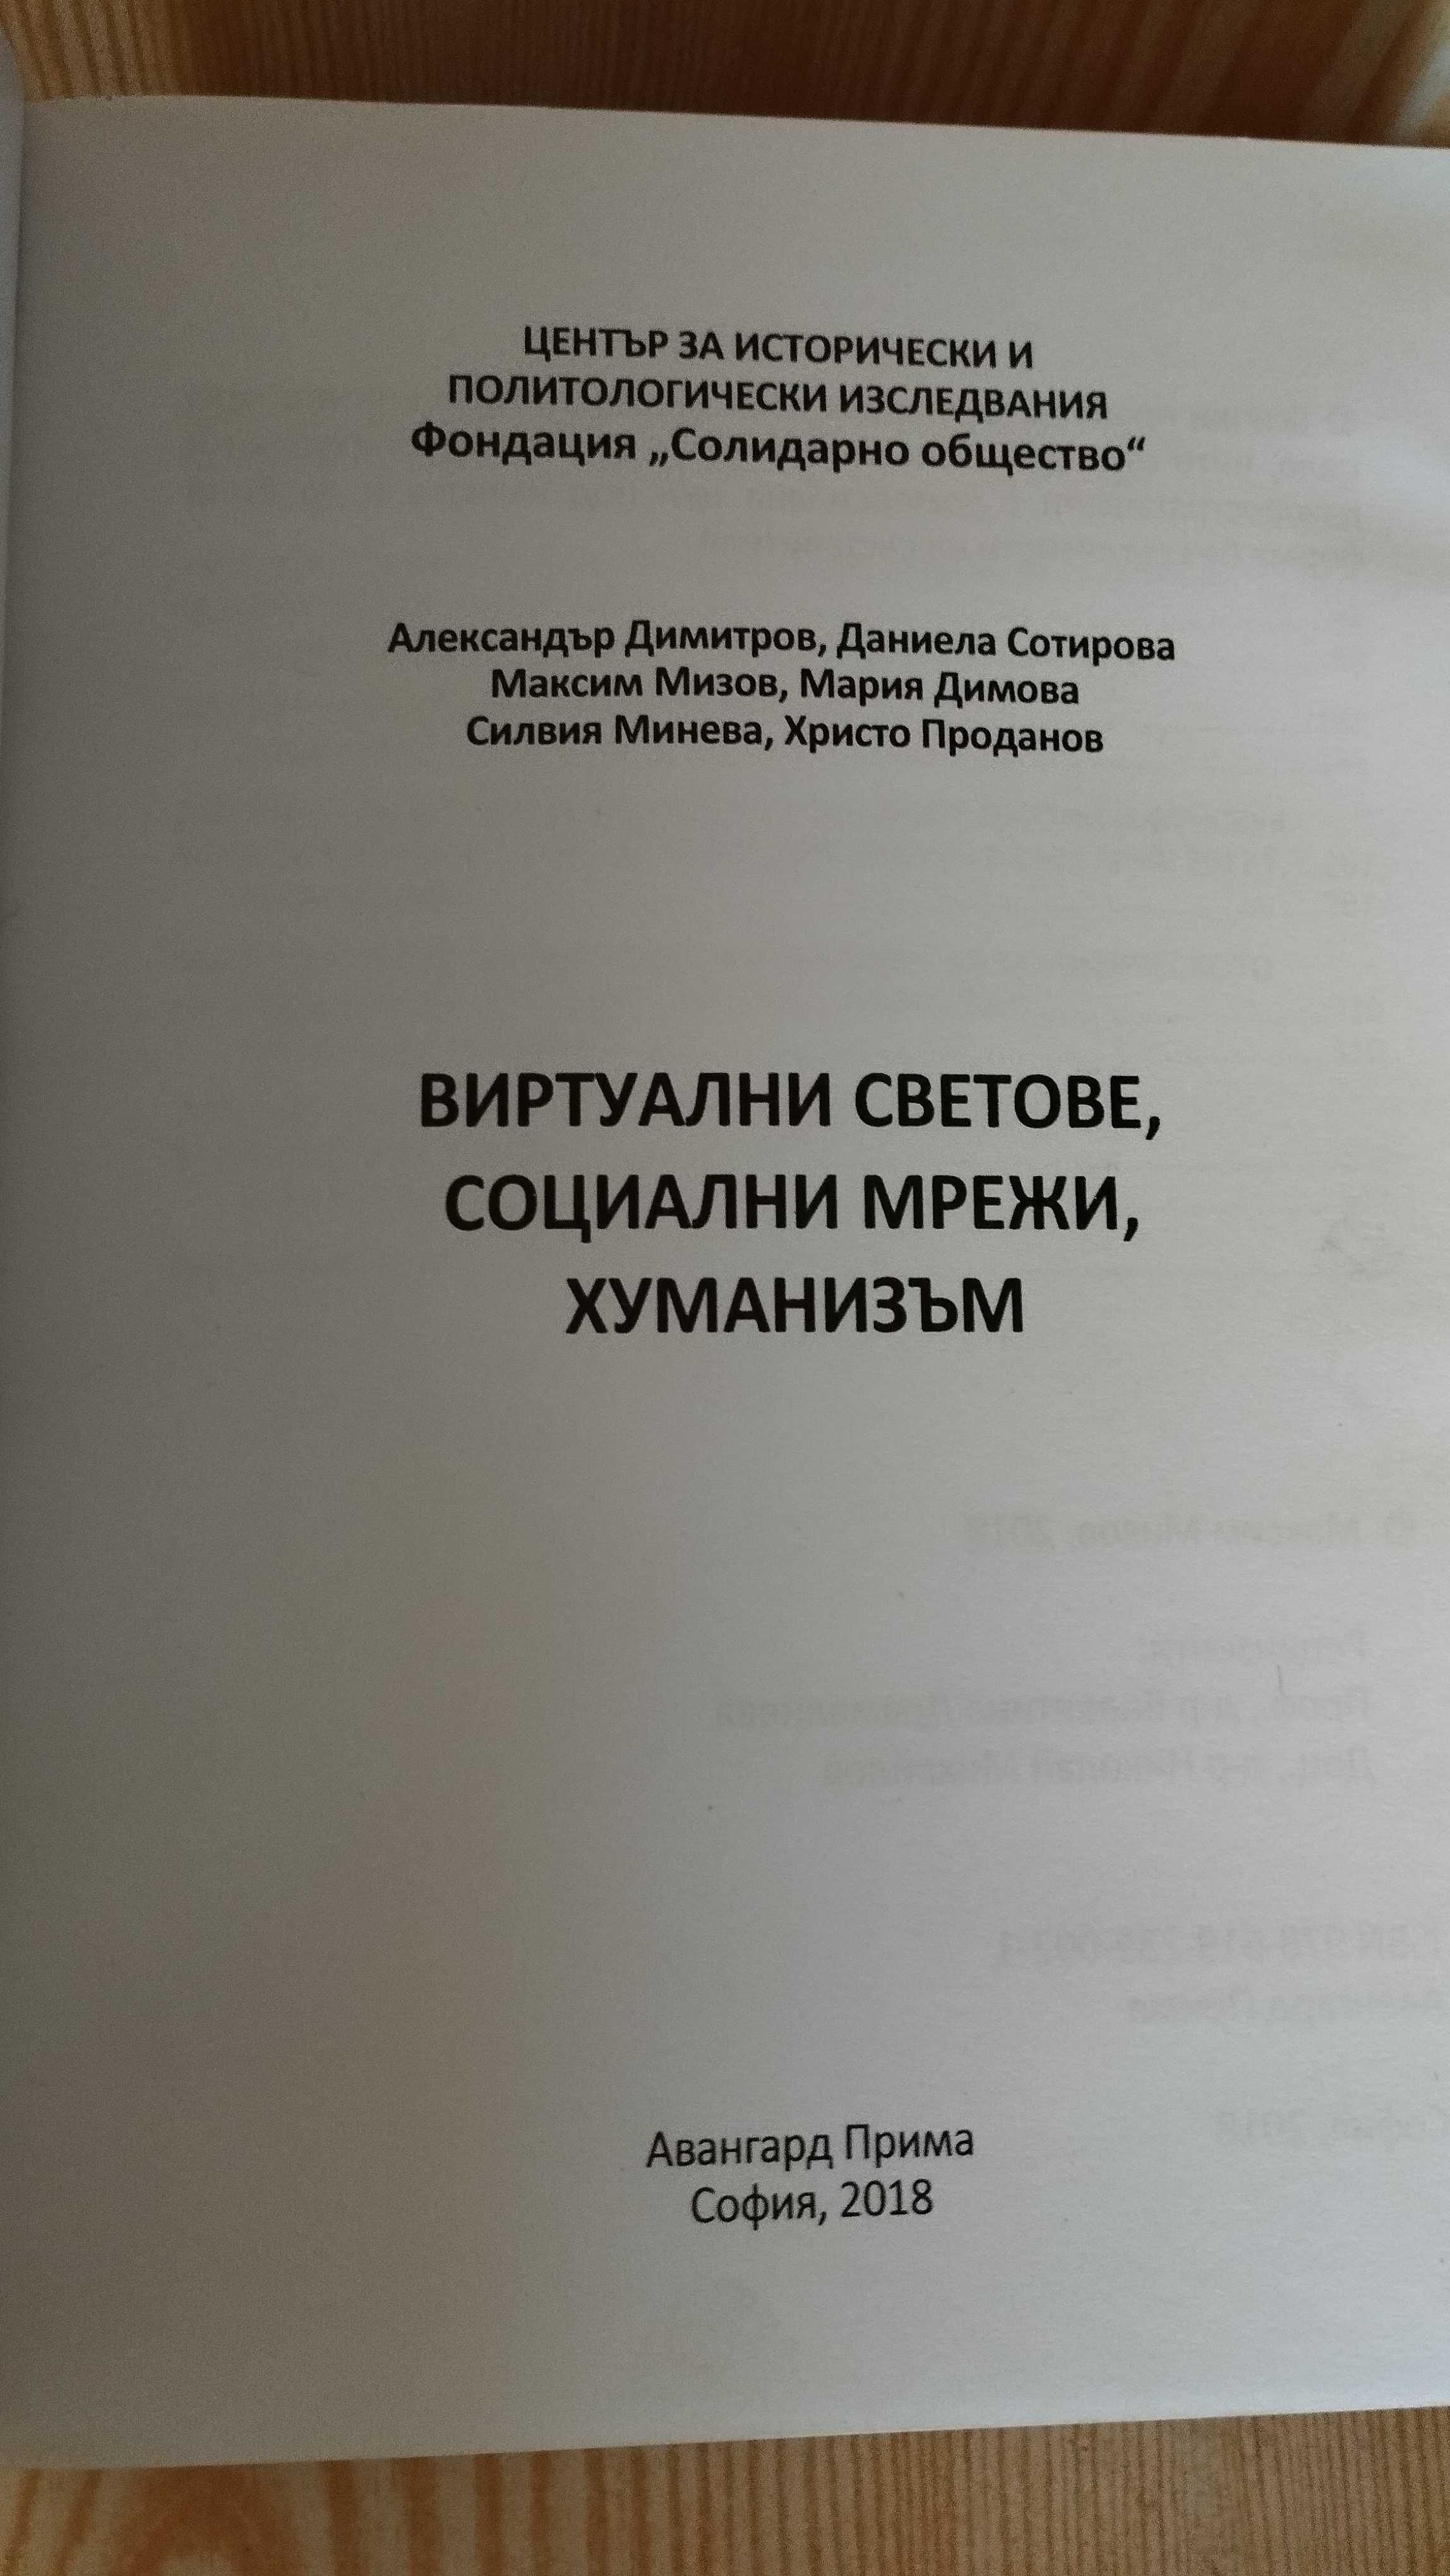 ЦЕНТЪР ЗА ИСТОРИЧЕСКИ И
ПОЛИТОЛОГИЧЕСКИ ИЗСЛЕДВАНИЯ
Фондация „Солидарно общество“
Александър Димитров, Даниела Сотирова
Максим Мизов, Мария Димова
Силвия Минева, Христо Проданов
ВИРТУАЛНИ СВЕТОВЕ,
СОЦИАЛНИ МРЕЖИ,
ХУМАНИЗЪМ
Авангард Прима
София, 2018